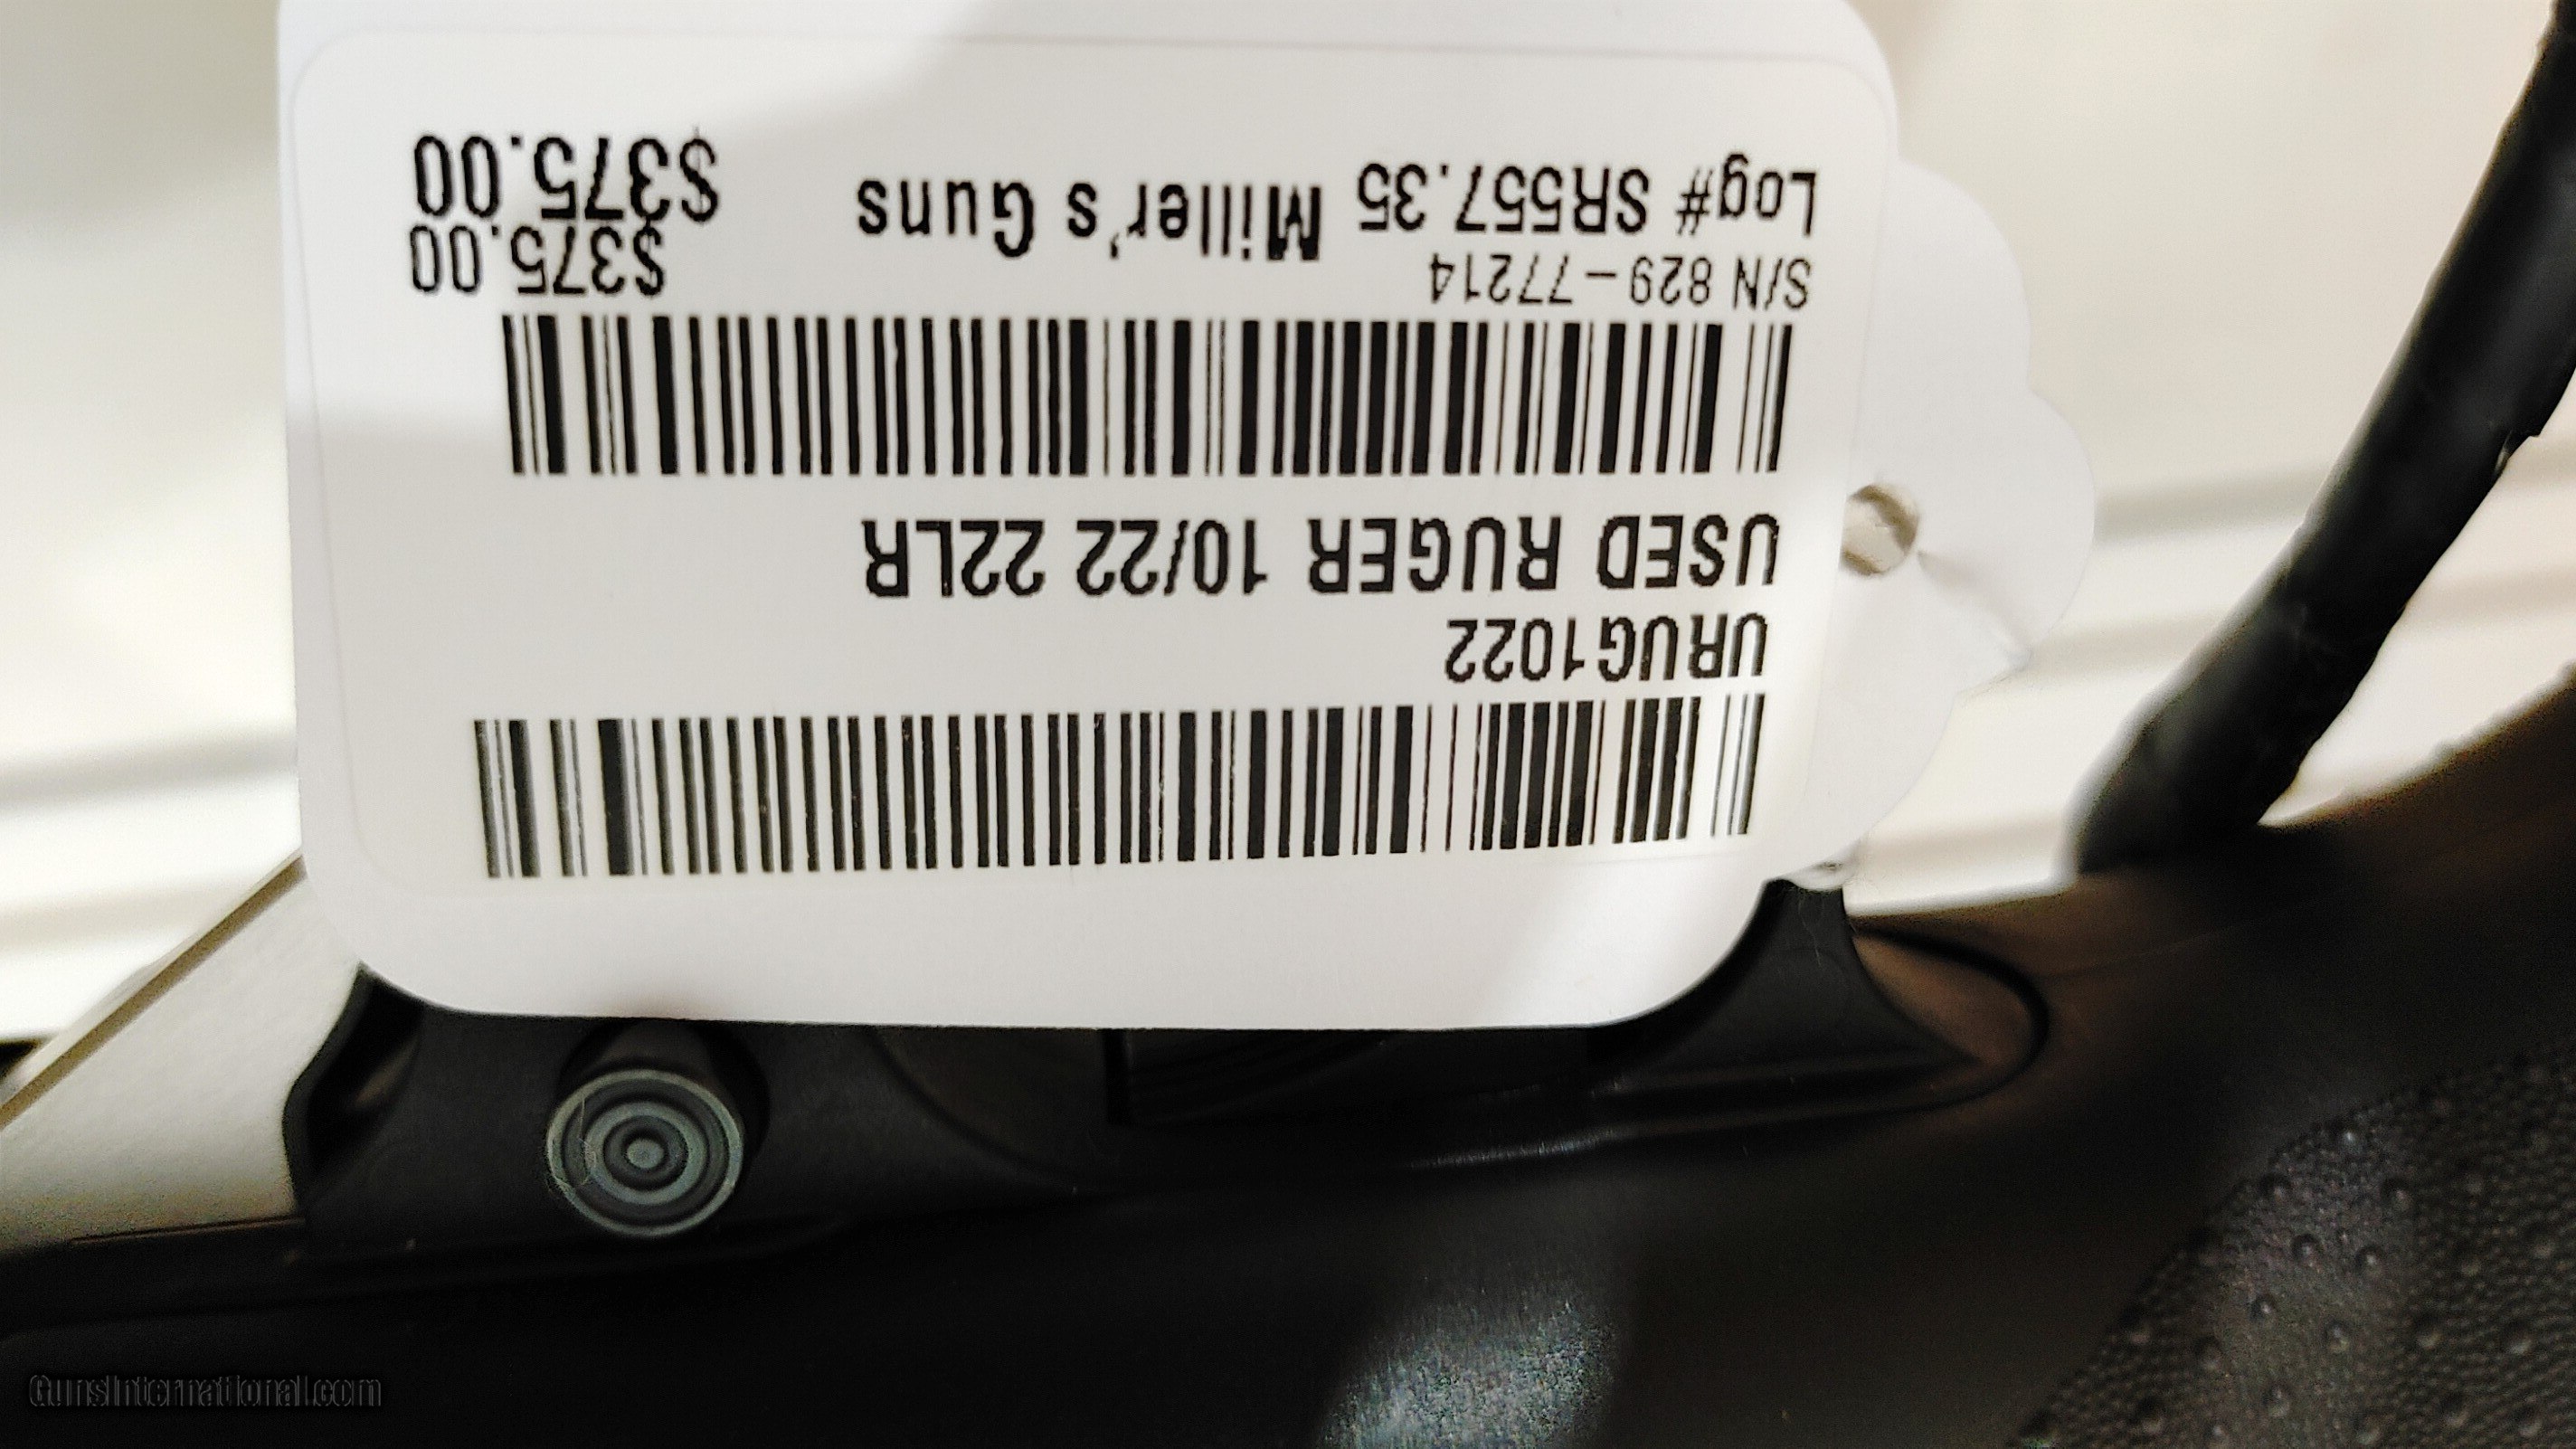 URUG1022
USED RUGER 10/22 22LR
S/N 829-77214 $375.00
Log# SR557.35 Miller's Guns $375.00
GunsInternational.com